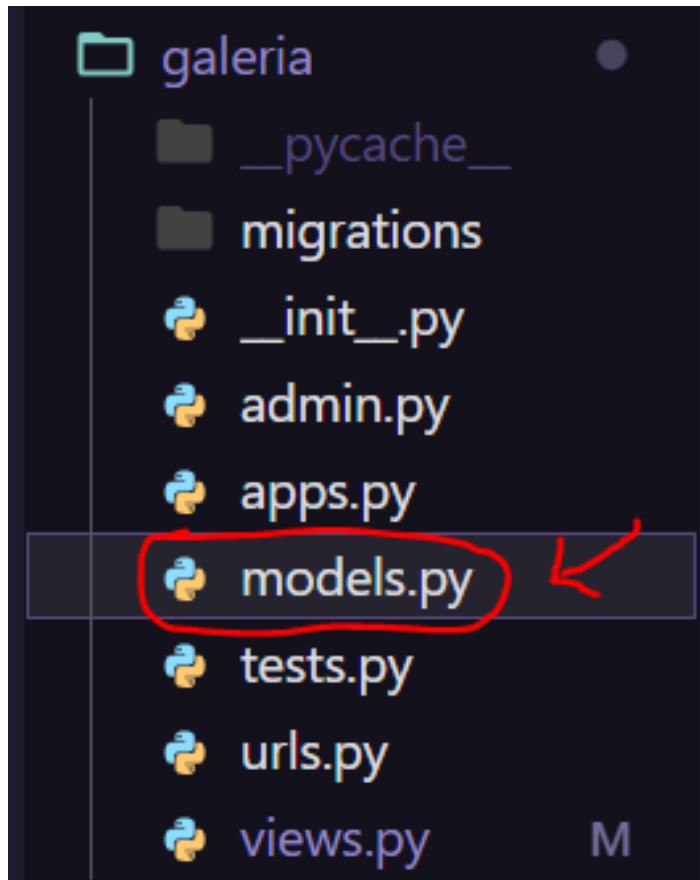 galeria
__pycache__
migrations
__init__.py
admin.py
apps.py
models.py
tests.py
urls.py
views.py M